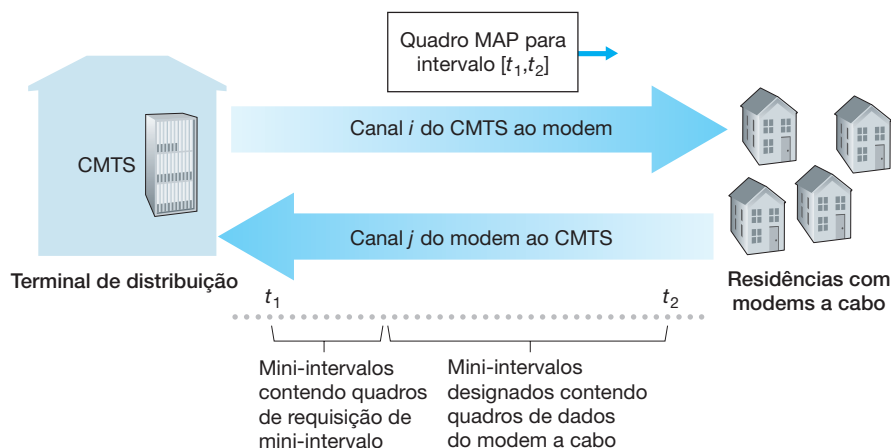 Quadro MAP para
intervalo [t1,t2]
Canal i do CMTS ao modem
CMTS
Canal j do modem ao CMTS
Terminal de distribuição
Residências com
modems a cabo
t1
t2
Mini-intervalos
contendo quadros
de requisição de
mini-intervalo
Mini-intervalos
designados contendo
quadros de dados
do modem a cabo